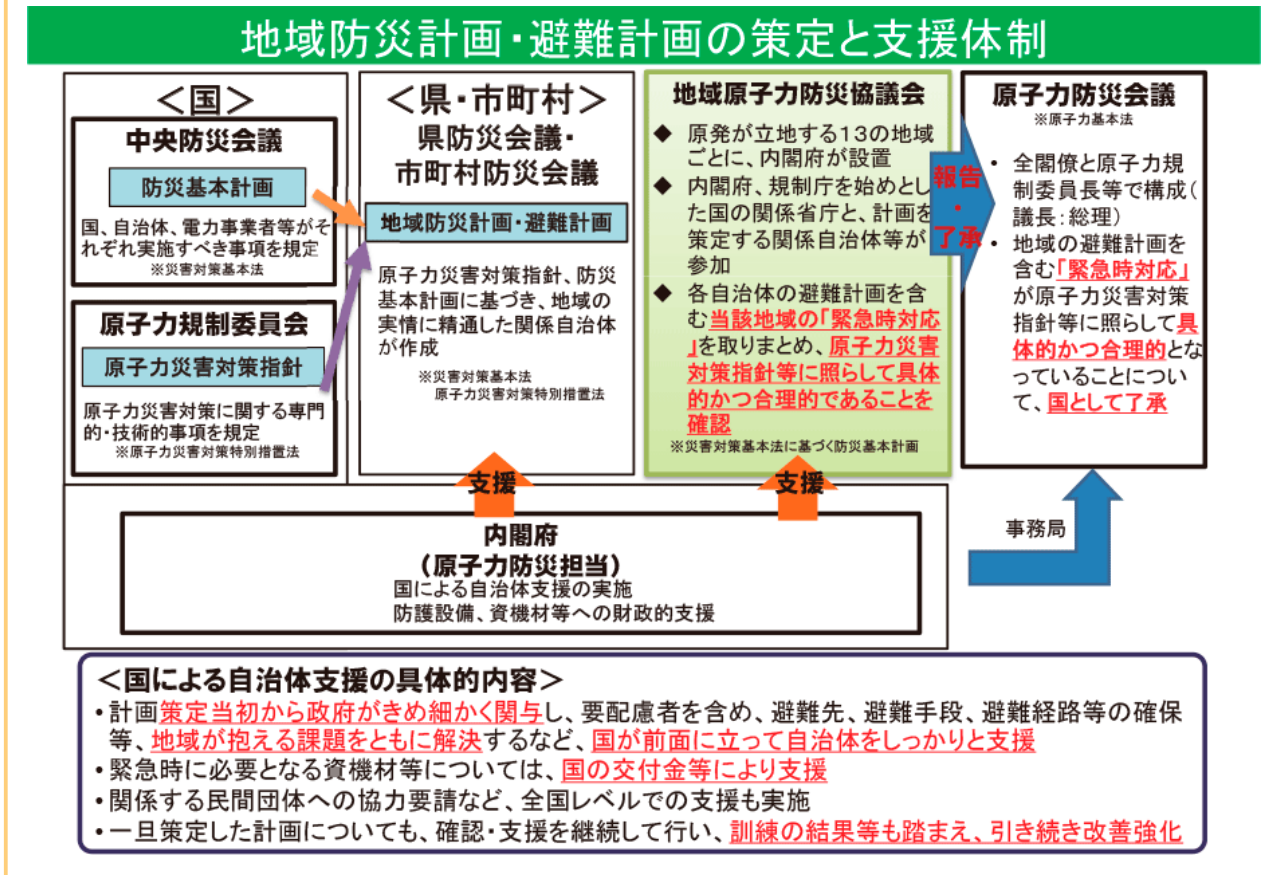 地域防災計画・避難計画の策定と支援体制
＜国＞
中央防災会議
防災基本計画
国、自治体、電力事業者等がそ
れぞれ実施すべき事項を規定
※災害対策基本法
原子力規制委員会
原子力災害対策指針
原子力災害対策に関する専門
的・技術的事項を規定
※原子力災害対策特別措置法
＜県・市町村＞
県防災会議・
市町村防災会議
地域防災計画・避難計画
原子力災害対策指針、防災
基本計画に基づき、地域の
実情に精通した関係自治体
が作成
※災害対策基本法
原子力災害対策特別措置法
地域原子力防災協議会
◆ 原発が立地する１３の地域
ごとに、内閣府が設置
◆ 内閣府、規制庁を始めとし
た国の関係省庁と、計画を
策定する関係自治体等が
参加
◆ 各自治体の避難計画を含
む当該地域の「緊急時対応
」を取りまとめ、原子力災害
対策指針等に照らして具体
的かつ合理的であることを
確認
※災害対策基本法に基づく防災基本計画
報告
・
了承
原子力防災会議
※原子力基本法
• 全閣僚と原子力規
制委員長等で構成（
議長：総理）
• 地域の避難計画を
含む「緊急時対応」
が原子力災害対策
指針等に照らして具
体的かつ合理的とな
っていることについ
て、国として了承
支援
支援
事務局
内閣府
（原子力防災担当）
国による自治体支援の実施
防護設備、資機材等への財政的支援
＜国による自治体支援の具体的内容＞
• 計画策定当初から政府がきめ細かく関与し、要配慮者を含め、避難先、避難手段、避難経路等の確保
等、地域が抱える課題をともに解決するなど、国が前面に立って自治体をしっかりと支援
• 緊急時に必要となる資機材等については、国の交付金等により支援
• 関係する民間団体への協力要請など、全国レベルでの支援も実施
• 一旦策定した計画についても、確認・支援を継続して行い、訓練の結果等も踏まえ、引き続き改善強化